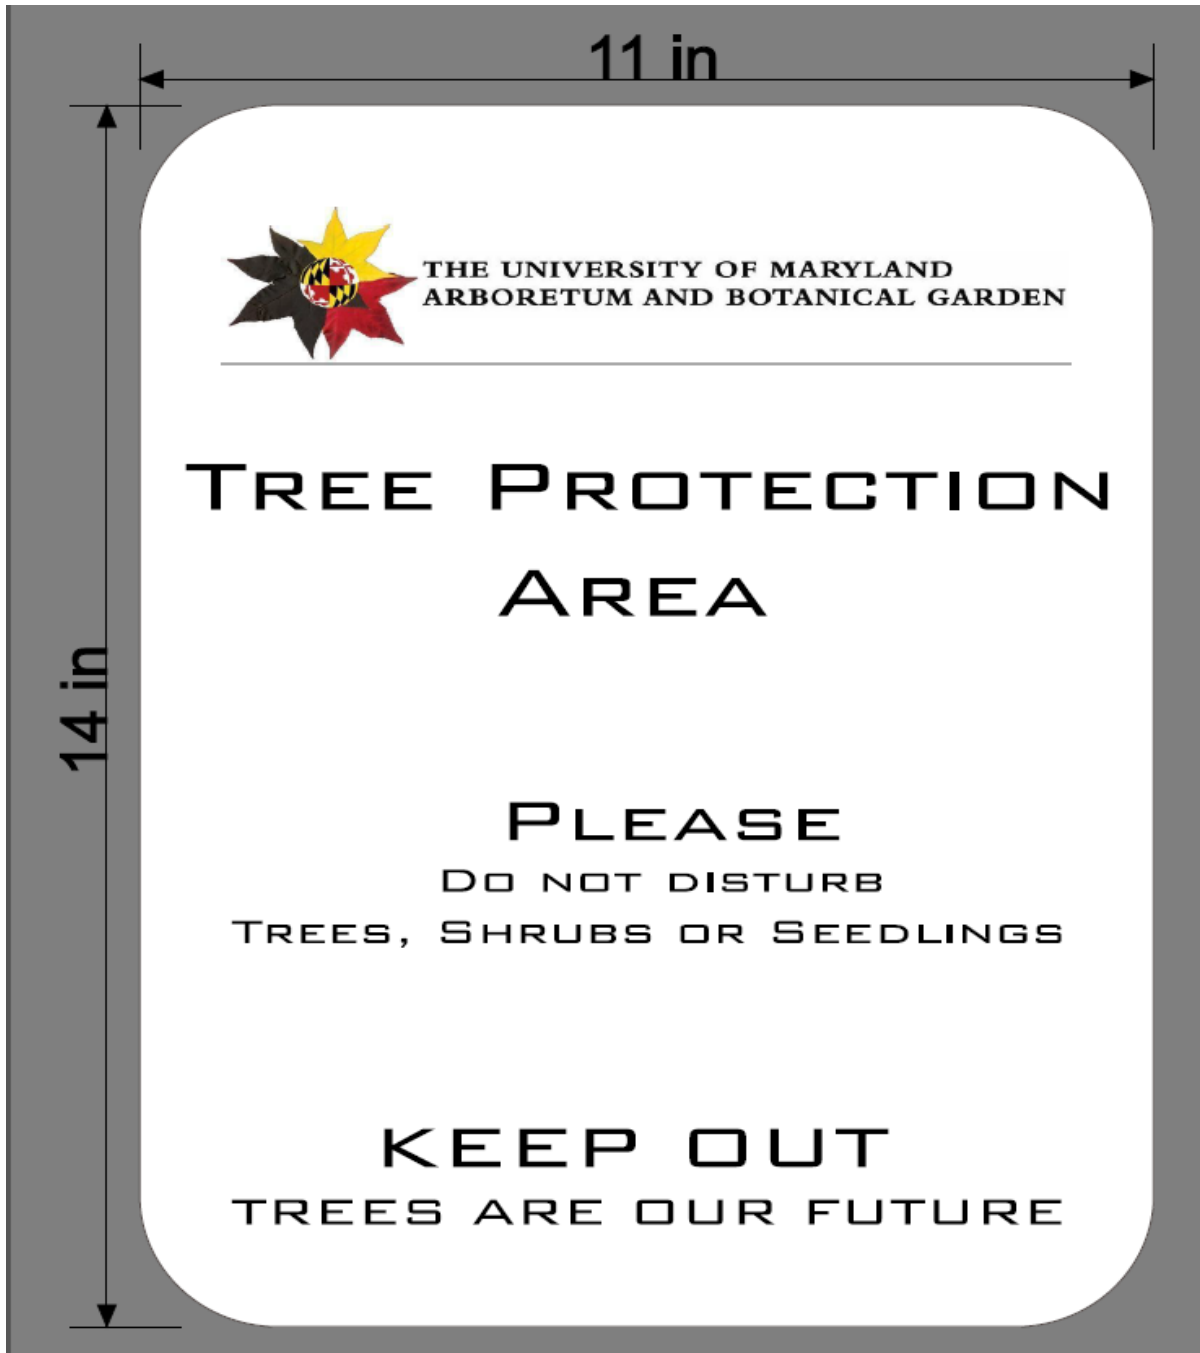 11 in
14 in
THE UNIVERSITY OF MARYLAND
ARBORETUM AND BOTANICAL GARDEN
TREE PROTECTION
AREA
PLEASE
DO NOT DISTURB
TREES, SHRUBS OR SEEDLINGS
KEEP OUT
TREES ARE OUR FUTURE